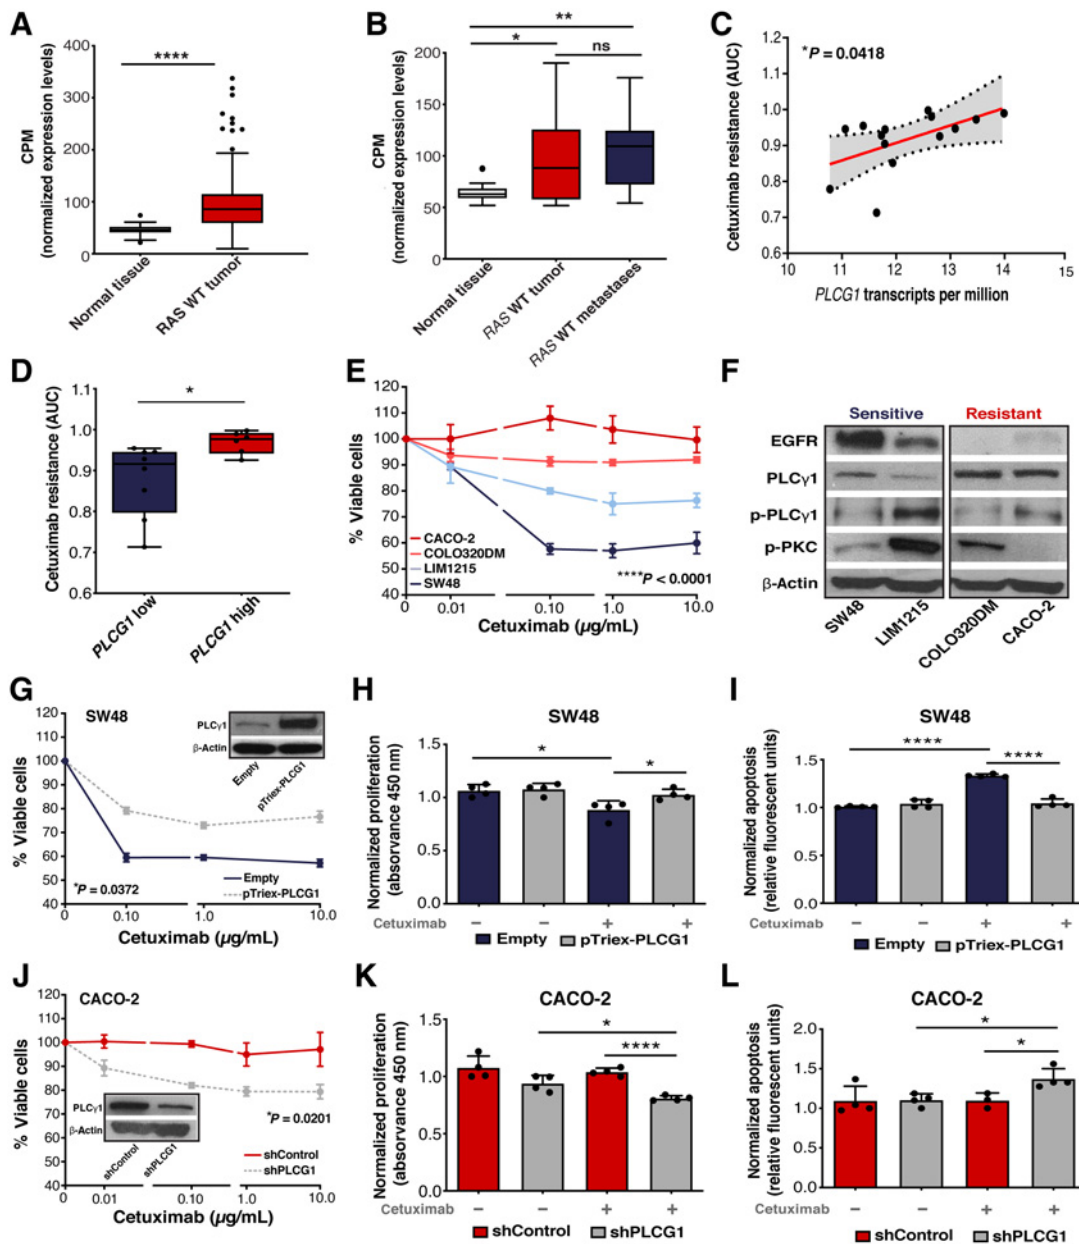 A
CPM
(normalized expression levels)
400
300
200
100
0
****
Normal tissue
RAS WT tumor
B
CPM
(normalized expression levels)
200
150
100
50
0
**
*
ns
Normal tissue
RAS WT tumor
RAS WT metastases
C
Cetuximab resistance (AUC)
*P = 0.0418
1.2
1.1
1.0
0.9
0.8
0.7
0.6
10 11 12 13 14 15
PLCG1 transcripts per million
D
Cetuximab resistance (AUC)
1.1
1.0
0.9
0.8
0.7
0.6
*
PLCG1 low
PLCG1 high
E
% Viable cells
120
110
100
90
80
70
60
50
40
CACO-2
COLO320DM
LIM1215
SW48
****P < 0.0001
0 0.01 0.10 1.0 10.0
Cetuximab (µg/mL)
F
Sensitive Resistant
EGFR
PLCγ1
p-PLCγ1
p-PKC
β-Actin
SW48
LIM1215
COLO320DM
CACO-2
G
SW48
% Viable cells
120
110
100
90
80
70
60
50
40
PLCγ1
β-Actin
Empty
pTriex-PLCG1
Empty
pTriex-PLCG1
*P = 0.0372
0 0.10 1.0 10.0
Cetuximab (µg/mL)
H
SW48
Normalized proliferation
(absorvance 450 nm)
1.5
1.0
0.5
0.0
*
*
Cetuximab − − + +
Empty pTriex-PLCG1
I
SW48
Normalized apoptosis
(relative fluorescent units)
1.5
1.0
0.5
0.0
****
****
− − + +
Empty pTriex-PLCG1
J
CACO-2
% Viable cells
120
110
100
90
80
70
60
50
40
PLCγ1
β-Actin
shControl
shPLCG1
*P = 0.0201
shControl
shPLCG1
0 0.01 0.10 1.0 10.0
Cetuximab (µg/mL)
K
CACO-2
Normalized proliferation
(absorvance 450 nm)
1.5
1.0
0.5
0.0
*
****
Cetuximab − − + +
shControl shPLCG1
L
CACO-2
Normalized apoptosis
(relative fluorescent units)
2.0
1.5
1.0
0.5
0.0
*
*
Cetuximab − − + +
shControl shPLCG1